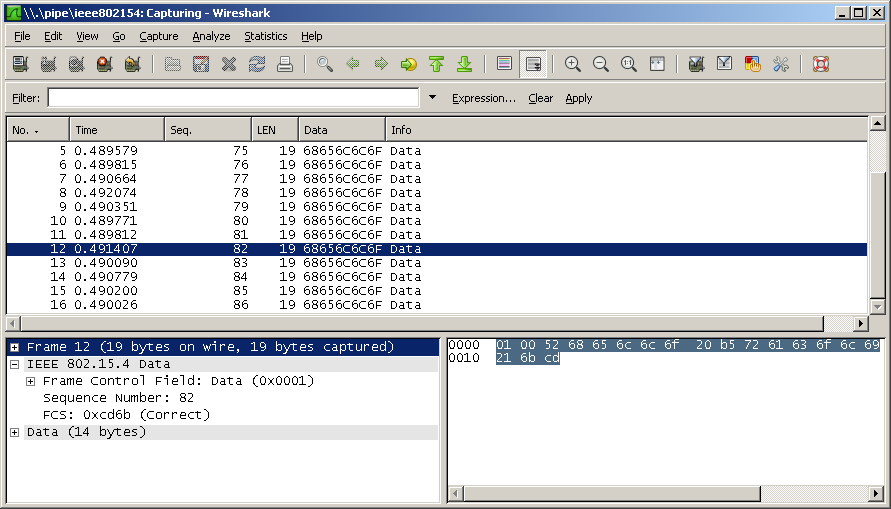 \\.\pipe\ieee802154: Capturing - Wireshark
File Edit View Go Capture Analyze Statistics Help
Filter: Expression... Clear Apply
No. Time Seq. LEN Data Info
5 0.489579 75 19 68656C6C6F Data
6 0.489815 76 19 68656C6C6F Data
7 0.490664 77 19 68656C6C6F Data
8 0.492074 78 19 68656C6C6F Data
9 0.490351 79 19 68656C6C6F Data
10 0.489771 80 19 68656C6C6F Data
11 0.489812 81 19 68656C6C6F Data
12 0.491407 82 19 68656C6C6F Data
13 0.490090 83 19 68656C6C6F Data
14 0.490779 84 19 68656C6C6F Data
15 0.490200 85 19 68656C6C6F Data
16 0.490026 86 19 68656C6C6F Data
Frame 12 (19 bytes on wire, 19 bytes captured)
IEEE 802.15.4 Data
Frame Control Field: Data (0x0001)
Sequence Number: 82
FCS: 0xcd6b (Correct)
Data (14 bytes)
0000 01 00 52 68 65 6c 6c 6f 20 b5 72 61 63 6f 6c 69
0010 21 6b cd